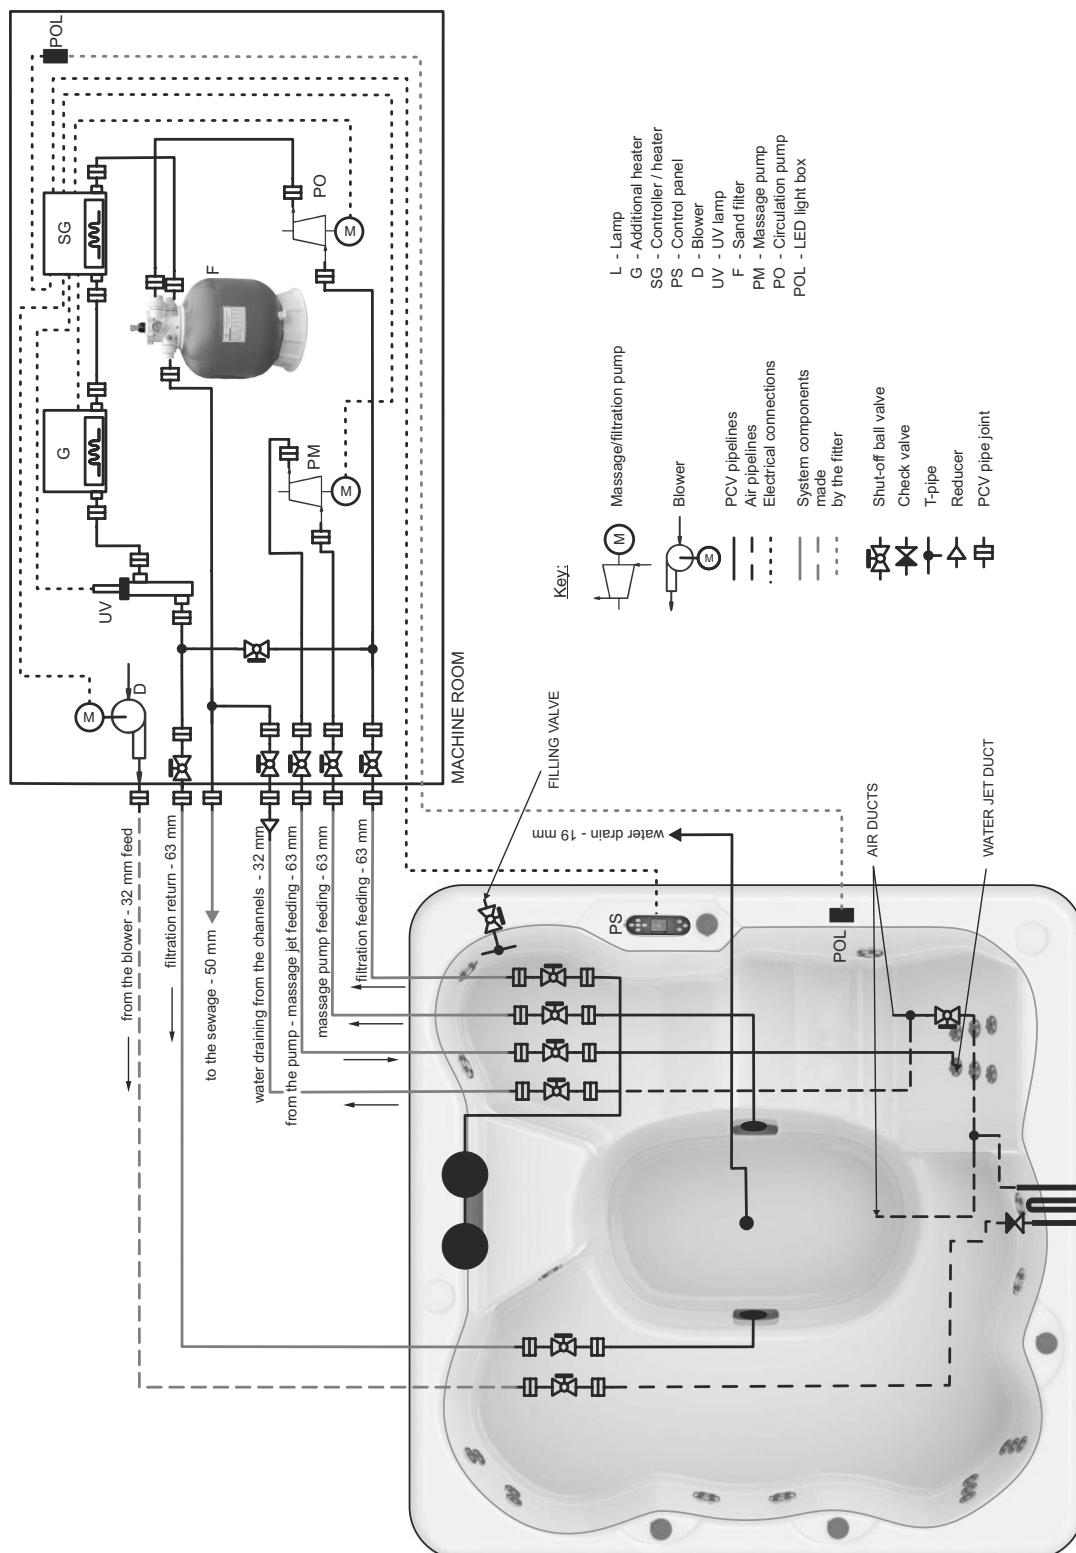 POL
SG
G
UV
D
M
F
PO
M
PM
M
MACHINE ROOM
from the blower - 32 mm feed
filtration return - 63 mm
to the sewage - 50 mm
water draining from the channels - 32 mm
from the pump - massage jet feeding - 63 mm
massage pump feeding - 63 mm
filtration feeding - 63 mm
water drain - 19 mm
FILLING VALVE
PS
POL
AIR DUCTS
WATER JET DUCT
Key:
M
Massage/filtration pump
M
Blower
PCV pipelines
Air pipelines
Electrical connections
System components
made
by the fitter
Shut-off ball valve
Check valve
T-pipe
Reducer
PCV pipe joint
L - Lamp
G - Additional heater
SG - Controller / heater
PS - Control panel
D - Blower
UV - UV lamp
F - Sand filter
PM - Massage pump
PO - Circulation pump
POL - LED light box